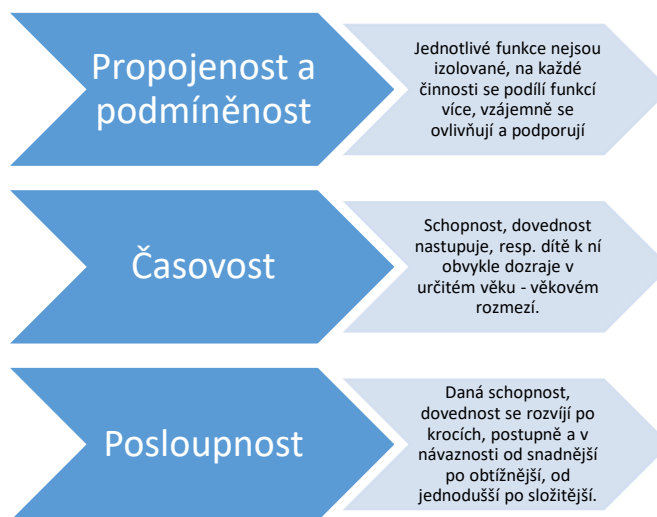 Propojenost a
podmíněnost
Jednotlivé funkce nejsou
izolované, na každé
činnosti se podílí funkcí
více, vzájemně se
ovlivňují a podporují
Časovost
Schopnost, dovednost
nastupuje, resp. dítě k ní
obvykle dozraje v
určitém věku - věkovém
rozmezí.
Posloupnost
Daná schopnost,
dovednost se rozvíjí po
krocích, postupně a v
návaznosti od snadnější
po obtížnější, od
jednodušší po složitější.